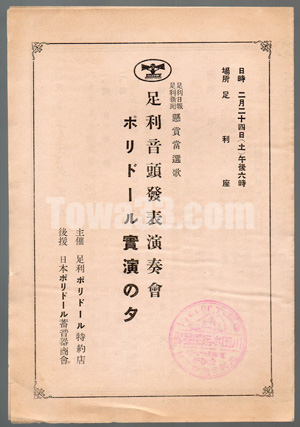 日時 二月二十四日(土)午後六時
場所 足利座
足利日報
足利新聞
懸賞當選歌
足利音頭發表演奏會
ポリドール實演の夕
主催 足利ポリドール特約店
後援 日本ポリドール蓄音器商會
Towa28.com